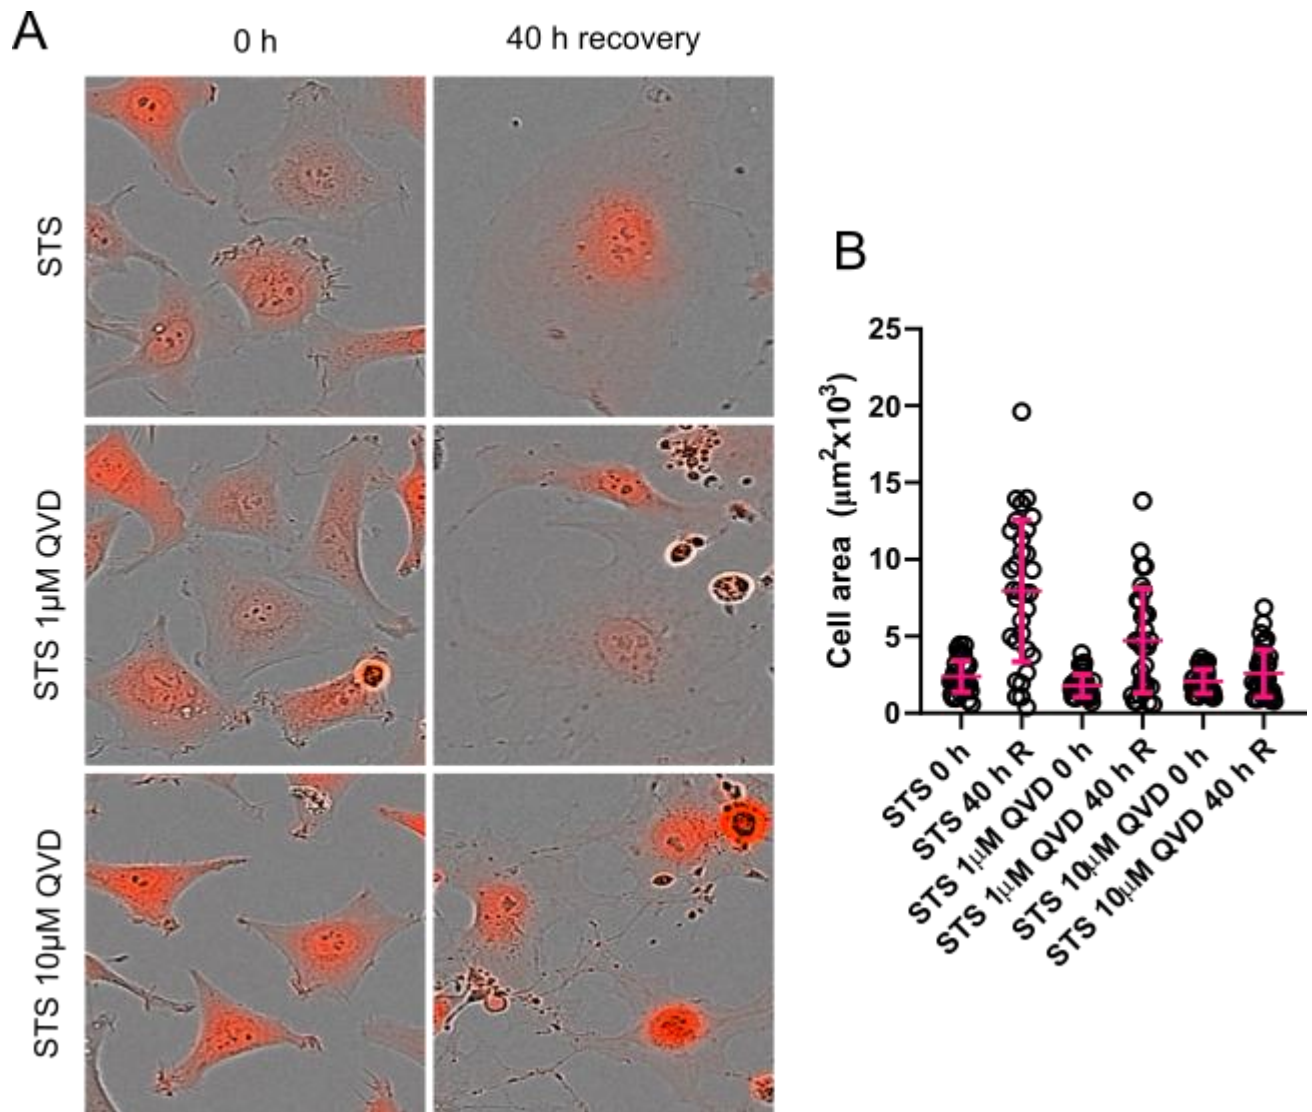 A
0 h
40 h recovery
STS
STS 1µM QVD
STS 10µM QVD
B
Cell area (µm²x10³)
25
20
15
10
5
0
STS 0 h
STS 40 h R
STS 1µM QVD 0 h
STS 1µM QVD 40 h R
STS 10µM QVD 0 h
STS 10µM QVD 40 h R